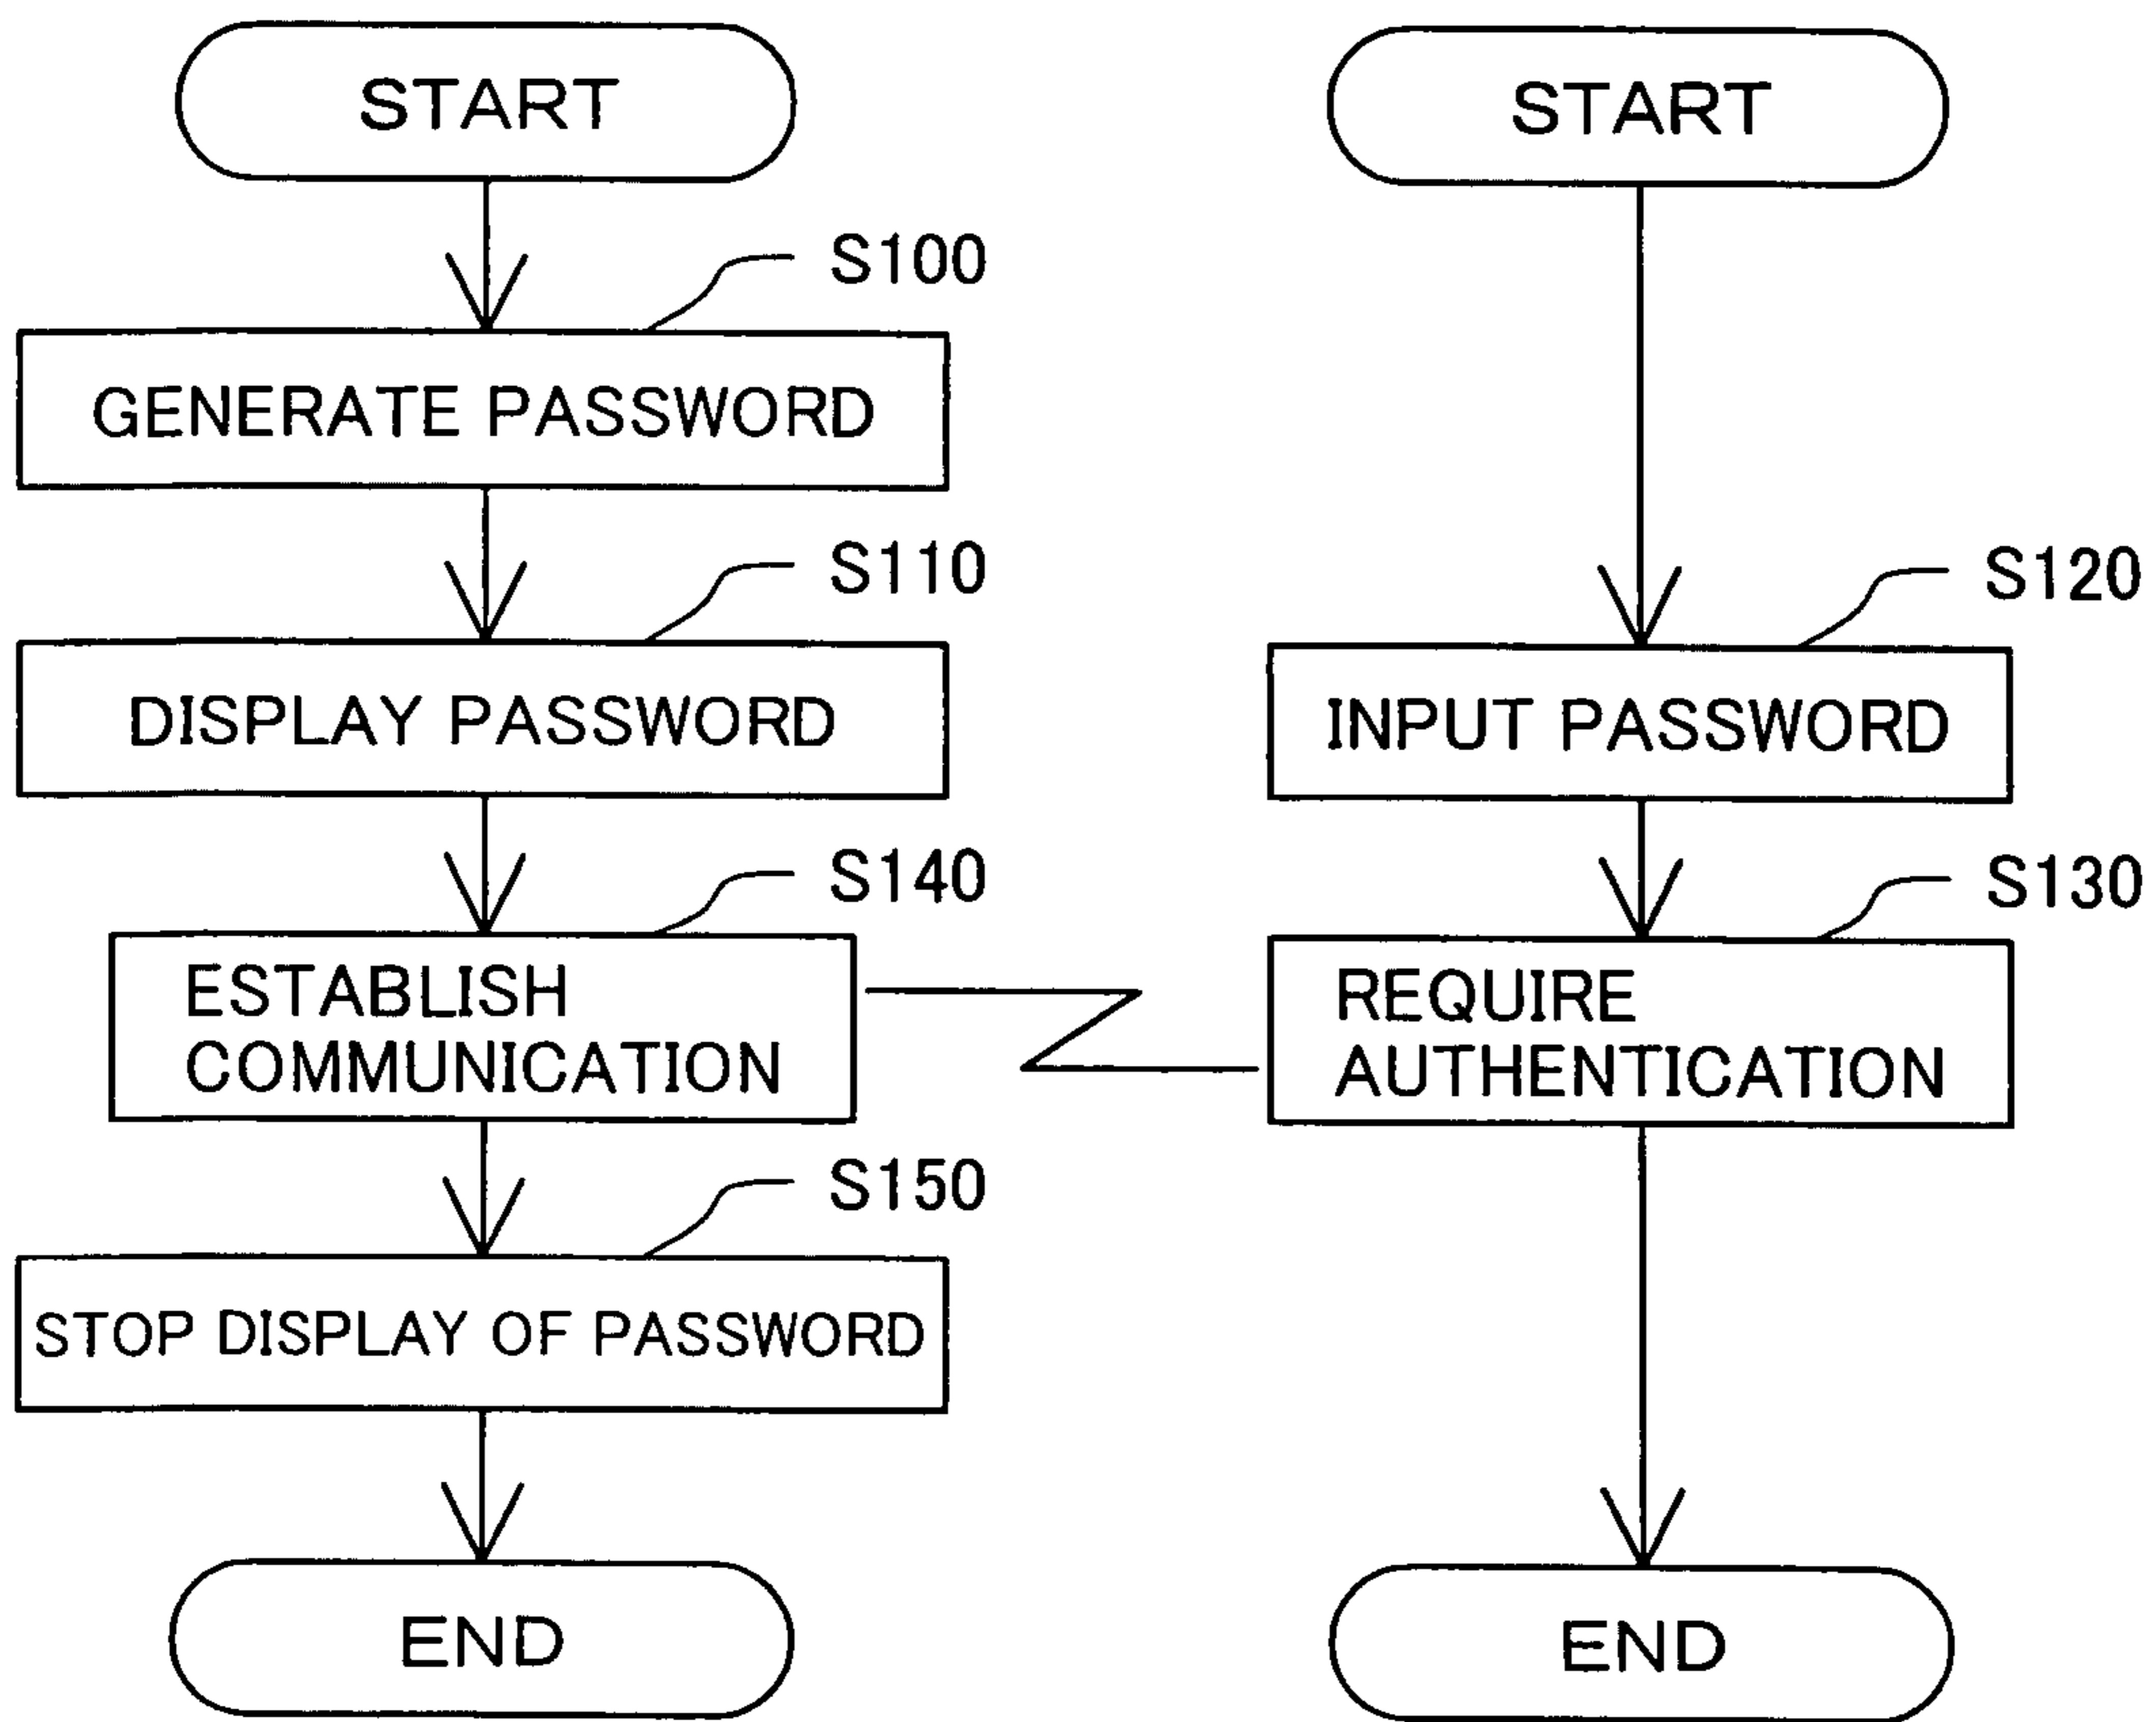 START
S100
GENERATE PASSWORD
S110
DISPLAY PASSWORD
S140
ESTABLISH
COMMUNICATION
S150
STOP DISPLAY OF PASSWORD
END
START
S120
INPUT PASSWORD
S130
REQUIRE
AUTHENTICATION
END